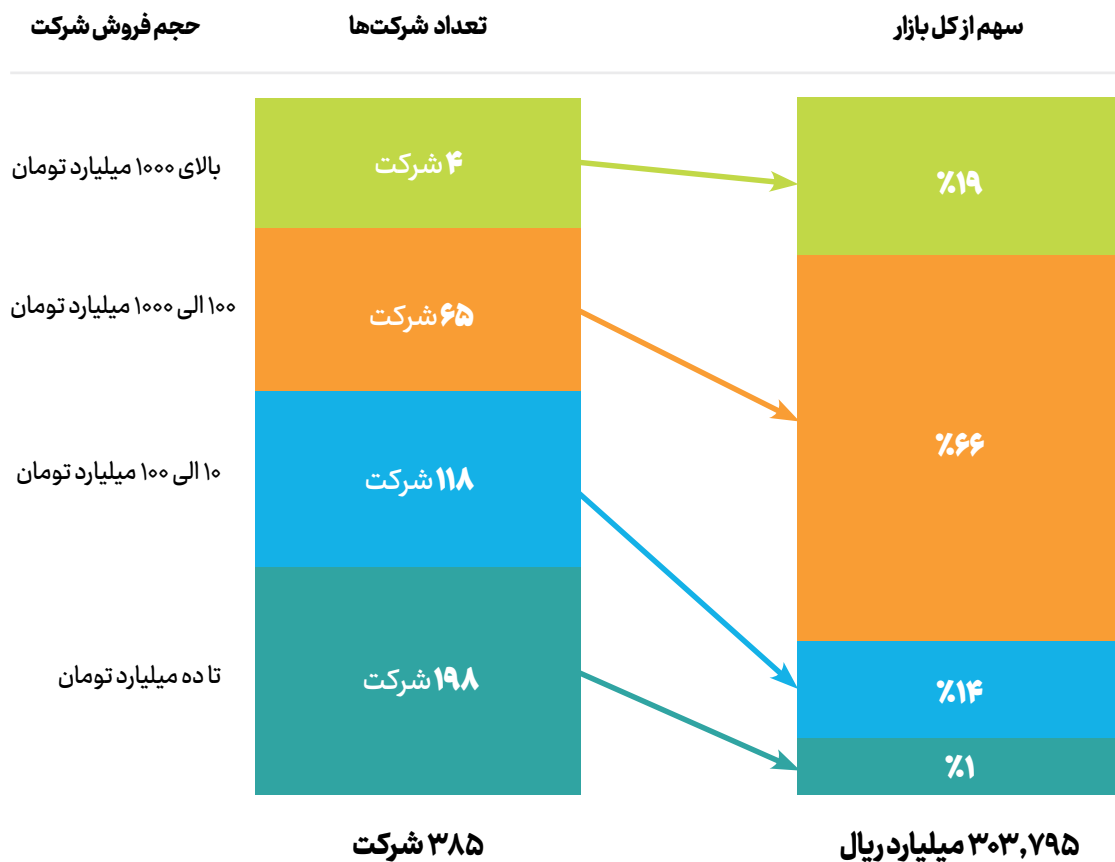 سهم از کل بازار
تعداد شرکت‌ها
حجم فروش شرکت
٪۱۹
۴ شرکت
بالای ۱۰۰۰ میلیارد تومان
٪۶۶
۶۵ شرکت
۱۰۰ الی ۱۰۰۰ میلیارد تومان
٪۱۴
۱۱۸ شرکت
۱۰ الی ۱۰۰ میلیارد تومان
٪۱
۱۹۸ شرکت
تا ده میلیارد تومان
۳۰۳,۷۹۵ میلیارد ریال
۳۸۵ شرکت